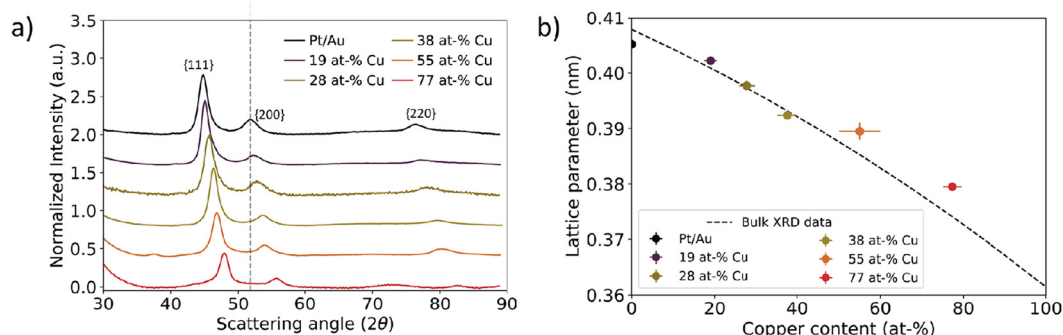 a)
Normalized Intensity (a.u.)
3.5
3.0
2.5
2.0
1.5
1.0
0.5
0.0
Pt/Au
19 at-% Cu
28 at-% Cu
38 at-% Cu
55 at-% Cu
77 at-% Cu
{111}
{200}
{220}
30 40 50 60 70 80 90
Scattering angle (2θ)
b)
Lattice parameter (nm)
0.41
0.40
0.39
0.38
0.37
0.36
Bulk XRD data
Pt/Au
19 at-% Cu
28 at-% Cu
38 at-% Cu
55 at-% Cu
77 at-% Cu
0 20 40 60 80 100
Copper content (at-%)